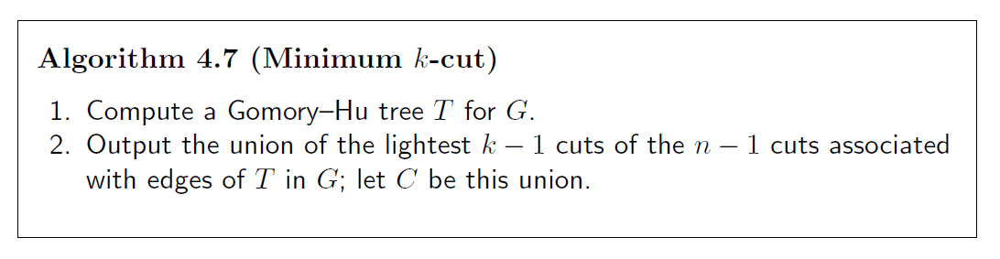 Algorithm 4.7 (Minimum k-cut)
1. Compute a Gomory–Hu tree T for G.
2. Output the union of the lightest k − 1 cuts of the n − 1 cuts associated
with edges of T in G; let C be this union.